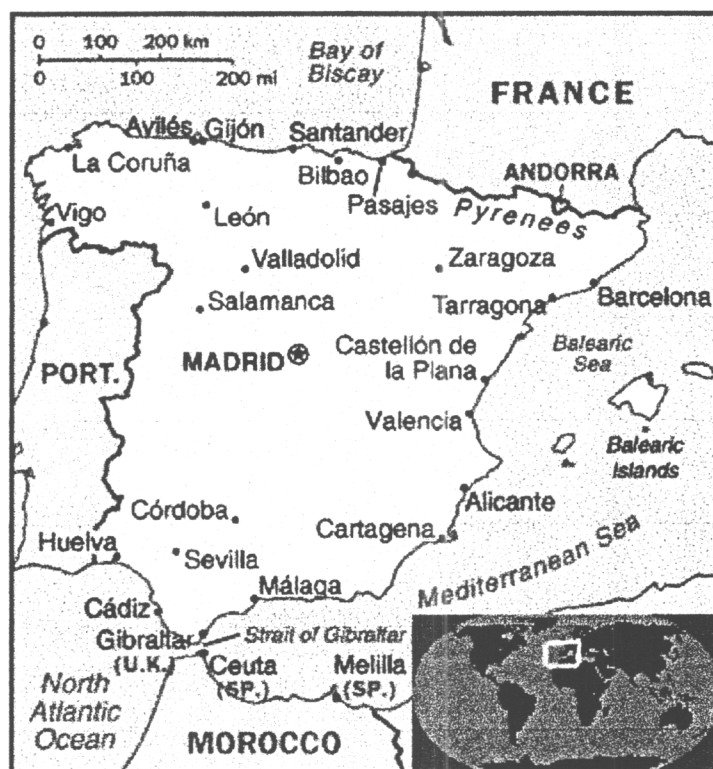 0 100 200 km
0 100 200 mi
Bay of
Biscay
FRANCE
Avilés
Gijón
Santander
La Coruña
Bilbao
ANDORRA
Pasajes
Pyrenees
Vigo
León
Valladolid
Zaragoza
Salamanca
Tarragona
Barcelona
MADRID
Castellón de
la Plana
Balearic
Sea
PORT.
Valencia
Balearic
Islands
Alicante
Córdoba
Cartagena
Huelva
Sevilla
Mediterranean Sea
Málaga
Cádiz
Gibraltar
(U.K.)
Strait of Gibraltar
Ceuta
(SP.)
Melilla
(SP.)
North
Atlantic
Ocean
MOROCCO